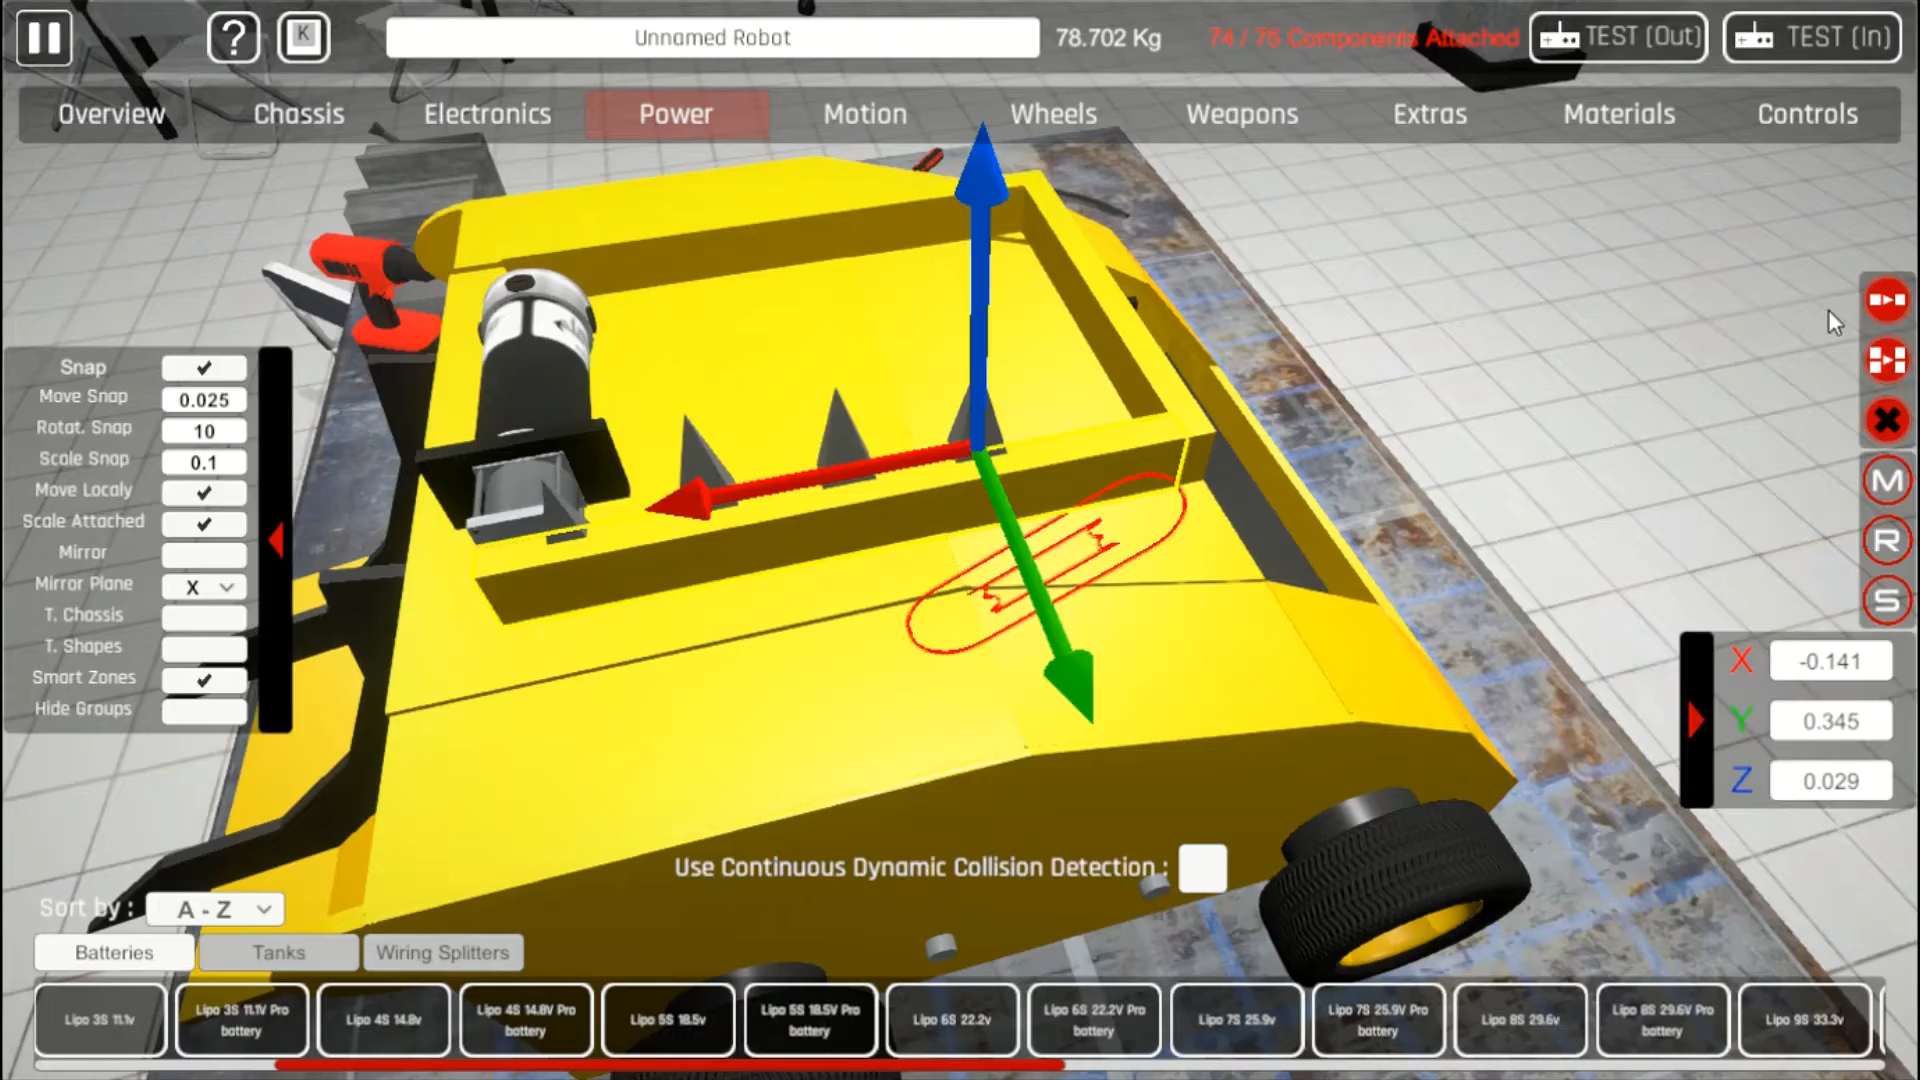 ?
K
Unnamed Robot
78.702 Kg
74 / 75 Components Attached
TEST (Out)
TEST (In)
Overview
Chassis
Electronics
Power
Motion
Wheels
Weapons
Extras
Materials
Controls
Snap
Move Snap
0.025
Rotat. Snap
10
Scale Snap
0.1
Move Localy
Scale Attached
Mirror
Mirror Plane
X
T. Chassis
T. Shapes
Smart Zones
Hide Groups
M
R
S
X
-0.141
Y
0.345
Z
0.029
Use Continuous Dynamic Collision Detection :
Sort by :
A - Z
Batteries
Tanks
Wiring Splitters
Lipo 3S 11.1v
Lipo 3S 11.1V Pro
battery
Lipo 4S 14.8v
Lipo 4S 14.8V Pro
battery
Lipo 5S 18.5v
Lipo 5S 18.5V Pro
battery
Lipo 6S 22.2v
Lipo 6S 22.2V Pro
battery
Lipo 7S 25.9v
Lipo 7S 25.9V Pro
battery
Lipo 8S 29.6v
Lipo 8S 29.6V Pro
battery
Lipo 9S 33.3v